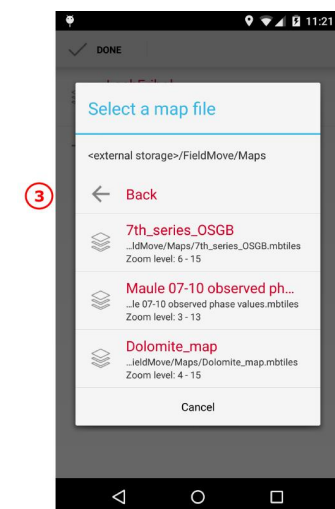 11:21
DONE
Select a map file
<external storage>/FieldMove/Maps
3
Back
7th_series_OSGB
...ldMove/Maps/7th_series_OSGB.mbtiles
Zoom level: 6 - 15
Maule 07-10 observed ph...
...le 07-10 observed phase values.mbtiles
Zoom level: 3 - 13
Dolomite_map
...ieldMove/Maps/Dolomite_map.mbtiles
Zoom level: 4 - 15
Cancel